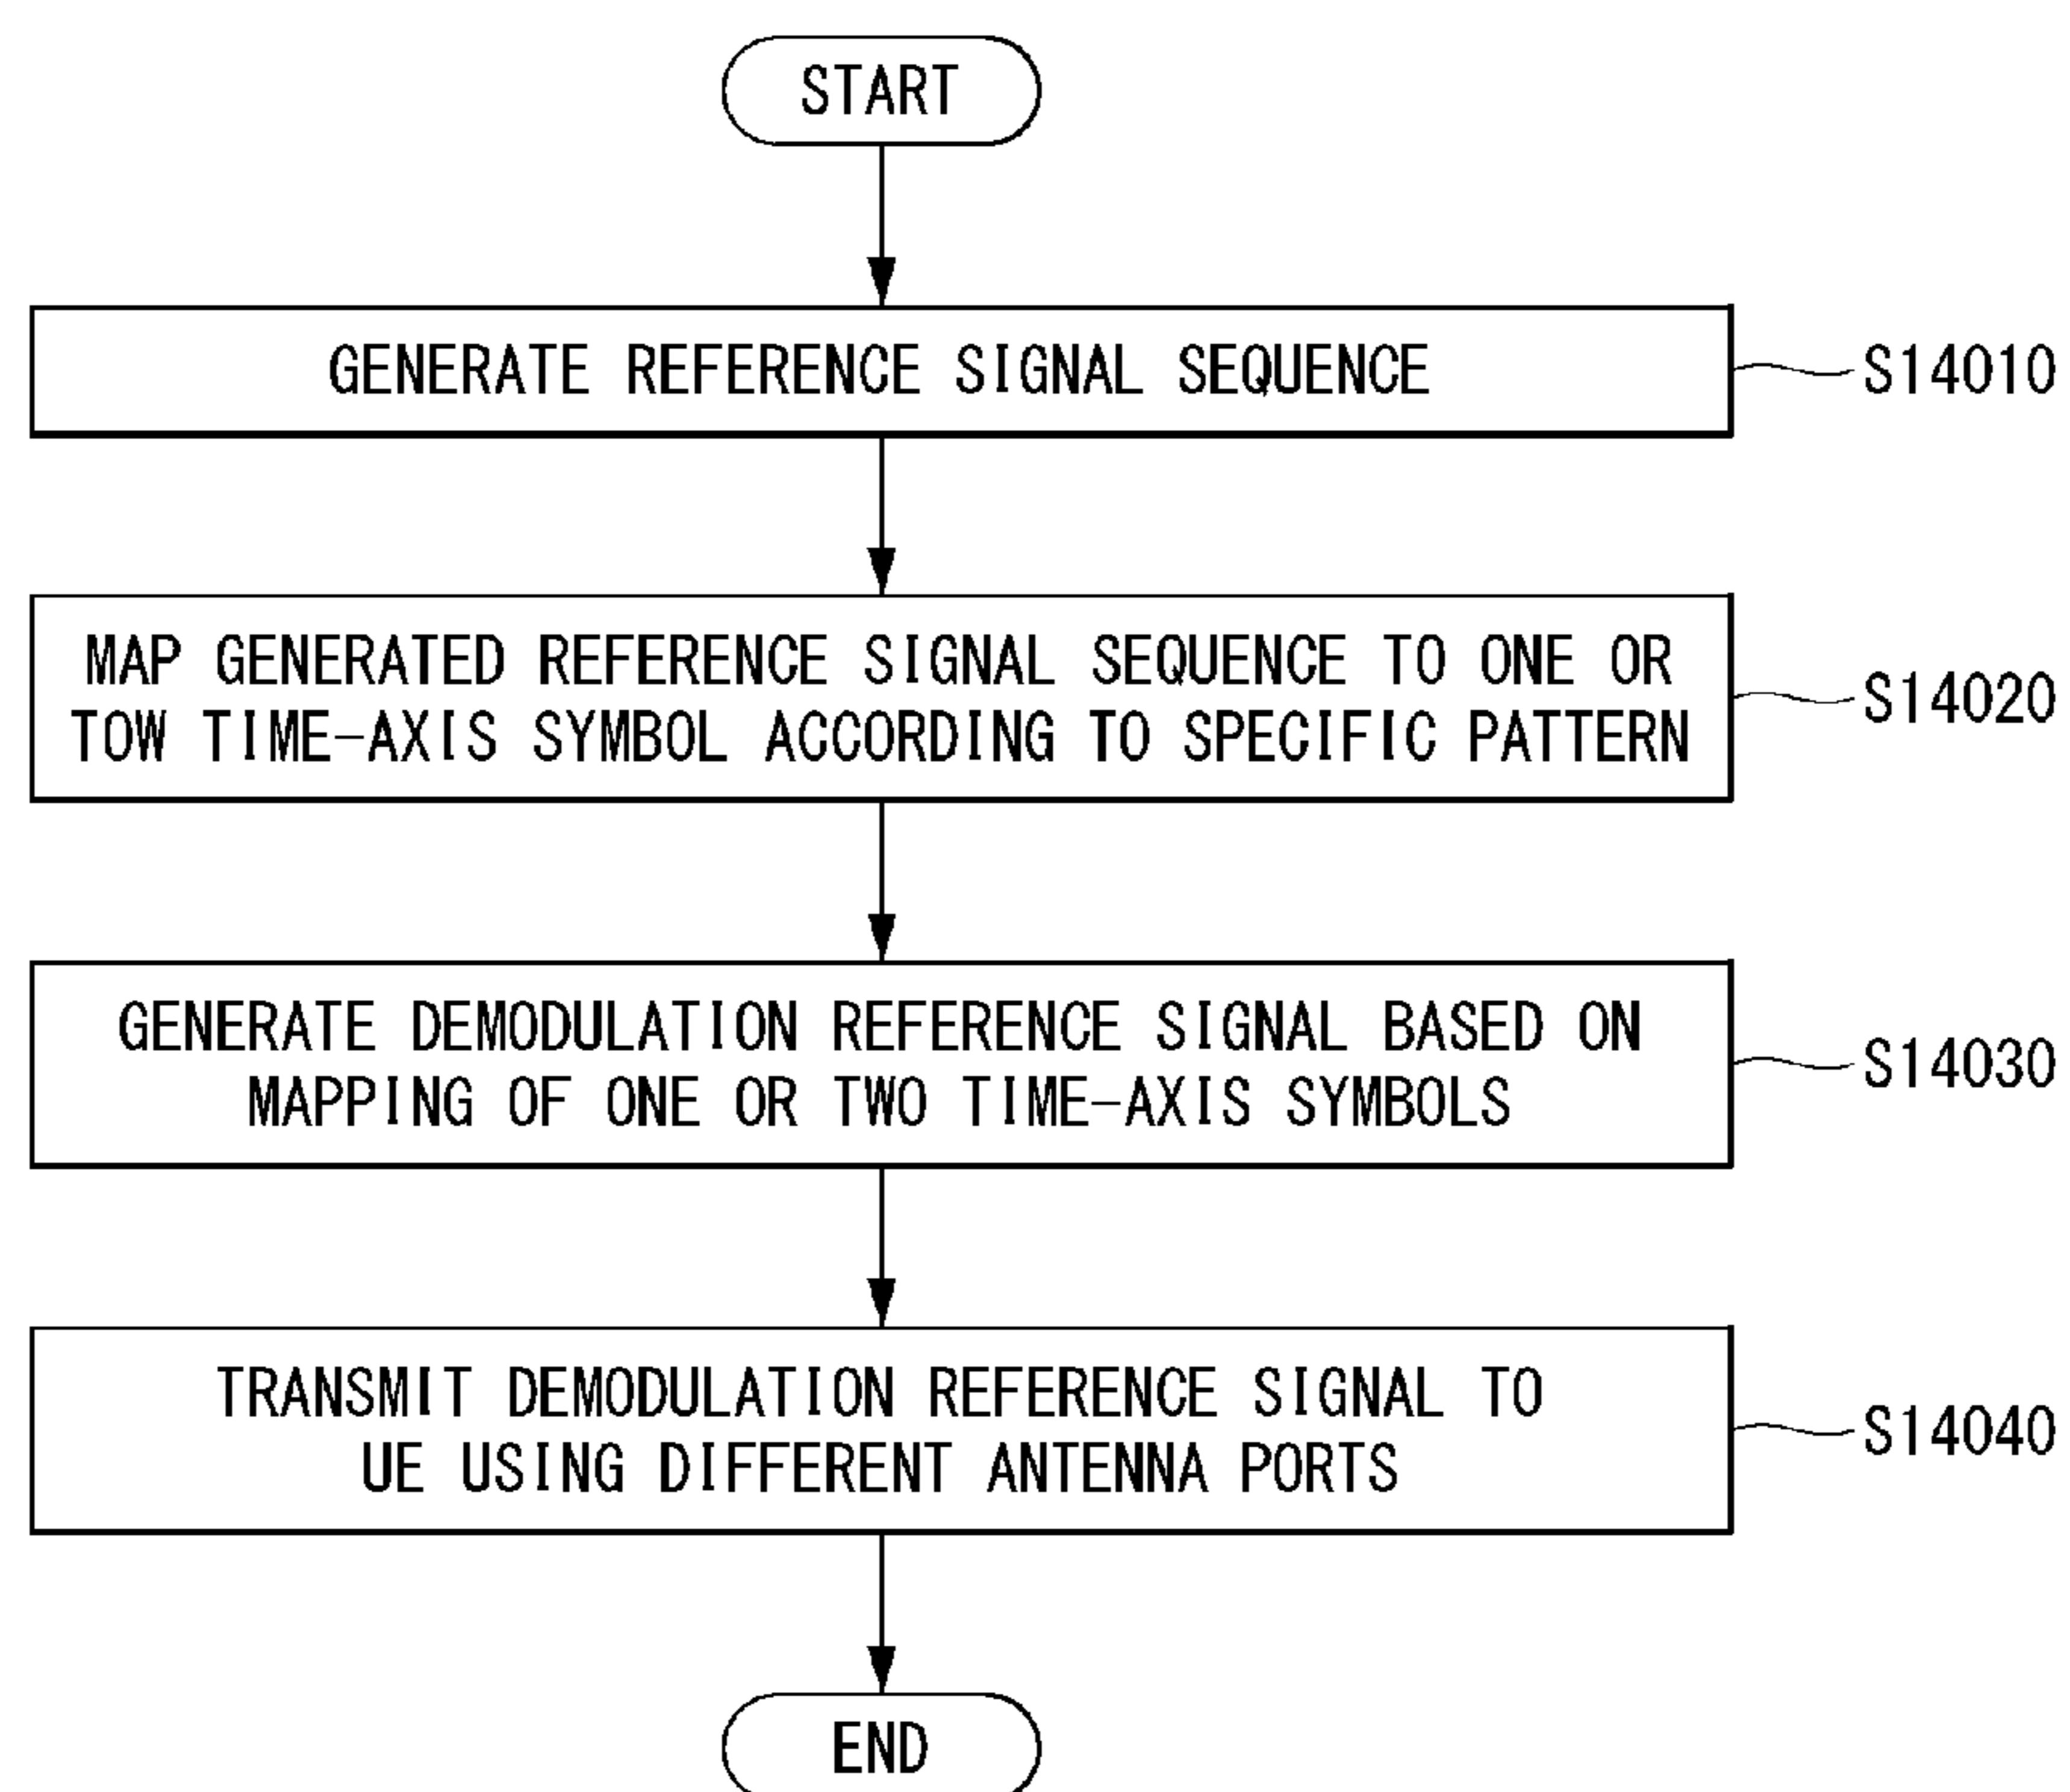 START
GENERATE REFERENCE SIGNAL SEQUENCE
S14010
MAP GENERATED REFERENCE SIGNAL SEQUENCE TO ONE OR
TOW TIME-AXIS SYMBOL ACCORDING TO SPECIFIC PATTERN
S14020
GENERATE DEMODULATION REFERENCE SIGNAL BASED ON
MAPPING OF ONE OR TWO TIME-AXIS SYMBOLS
S14030
TRANSMIT DEMODULATION REFERENCE SIGNAL TO
UE USING DIFFERENT ANTENNA PORTS
S14040
END